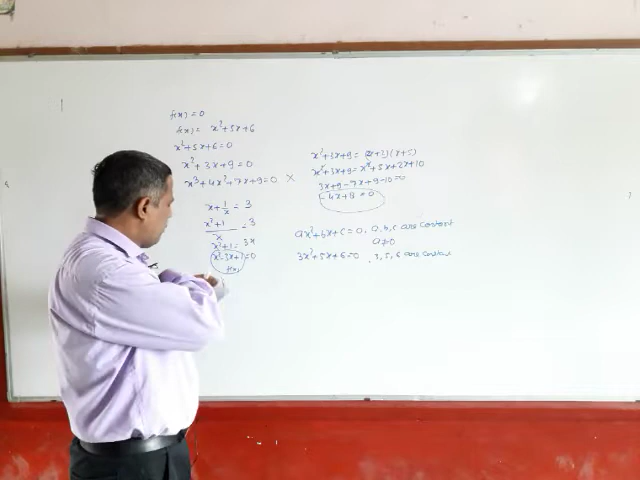 f(x) = 0
f(x) = x²+5x+6
x²+5x+6=0
x²+3x+9=0
x³+4x²+7x+9=0 ×
x+1/x = 3
x²+1/x = 3
x²+1 = 3x
x²-3x+1=0
f(x)
x²+3x+9 = (x+2)(x+5)
x²+3x+9 = x²+5x+2x+10
3x+9-7x+9-10=0
-4x+8=0
ax²+bx+c=0, a, b, c are constant
a≠0
3x²+5x+6=0, 3, 5, 6 are constant